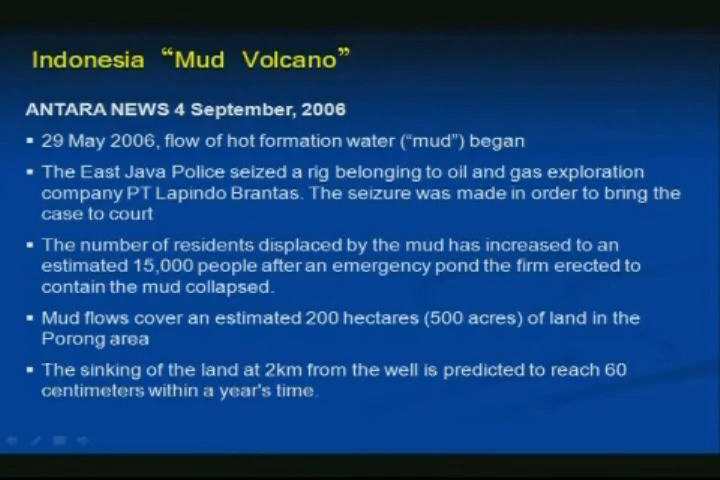 Indonesia “Mud Volcano”
ANTARA NEWS 4 September, 2006
▪ 29 May 2006, flow of hot formation water (“mud”) began
▪ The East Java Police seized a rig belonging to oil and gas exploration
company PT Lapindo Brantas. The seizure was made in order to bring the
case to court
▪ The number of residents displaced by the mud has increased to an
estimated 15,000 people after an emergency pond the firm erected to
contain the mud collapsed.
▪ Mud flows cover an estimated 200 hectares (500 acres) of land in the
Porong area
▪ The sinking of the land at 2km from the well is predicted to reach 60
centimeters within a year's time.